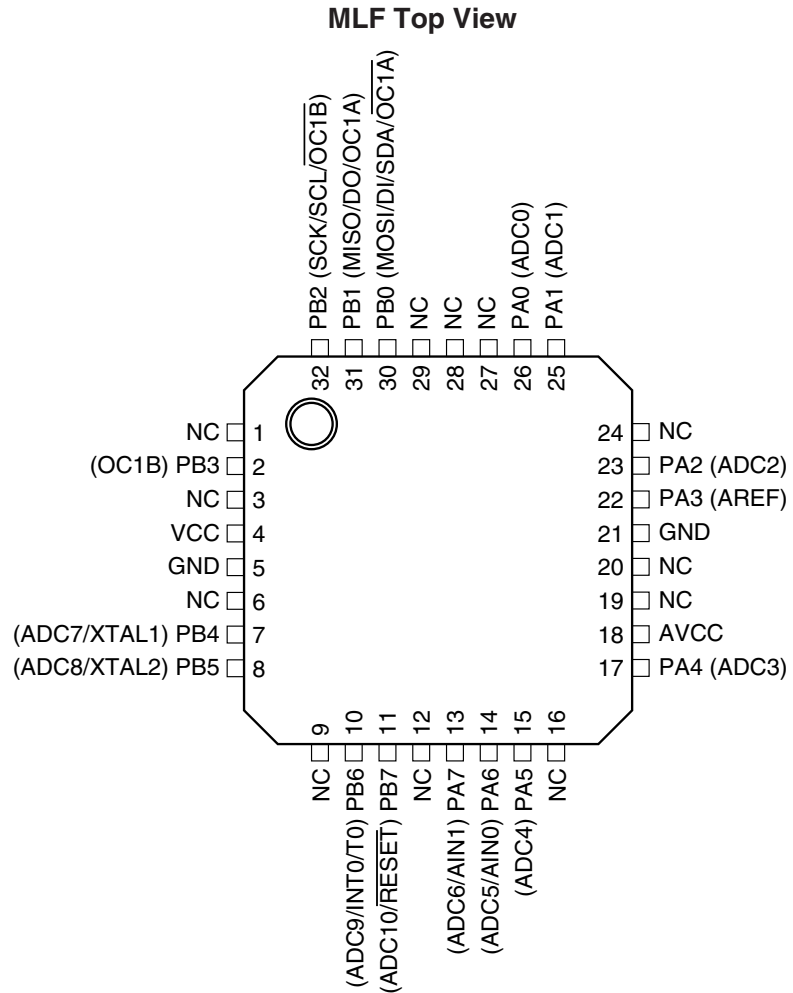 MLF Top View
PB2 (SCK/SCL/OC1B)
PB1 (MISO/DO/OC1A)
PB0 (MOSI/DI/SDA/OC1A)
NC
NC
NC
PA0 (ADC0)
PA1 (ADC1)
32
31
30
29
28
27
26
25
NC 1
(OC1B) PB3 2
NC 3
VCC 4
GND 5
NC 6
(ADC7/XTAL1) PB4 7
(ADC8/XTAL2) PB5 8
24 NC
23 PA2 (ADC2)
22 PA3 (AREF)
21 GND
20 NC
19 NC
18 AVCC
17 PA4 (ADC3)
9
10
11
12
13
14
15
16
NC
(ADC9/INT0/T0) PB6
(ADC10/RESET) PB7
NC
(ADC6/AIN1) PA7
(ADC5/AIN0) PA6
(ADC4) PA5
NC